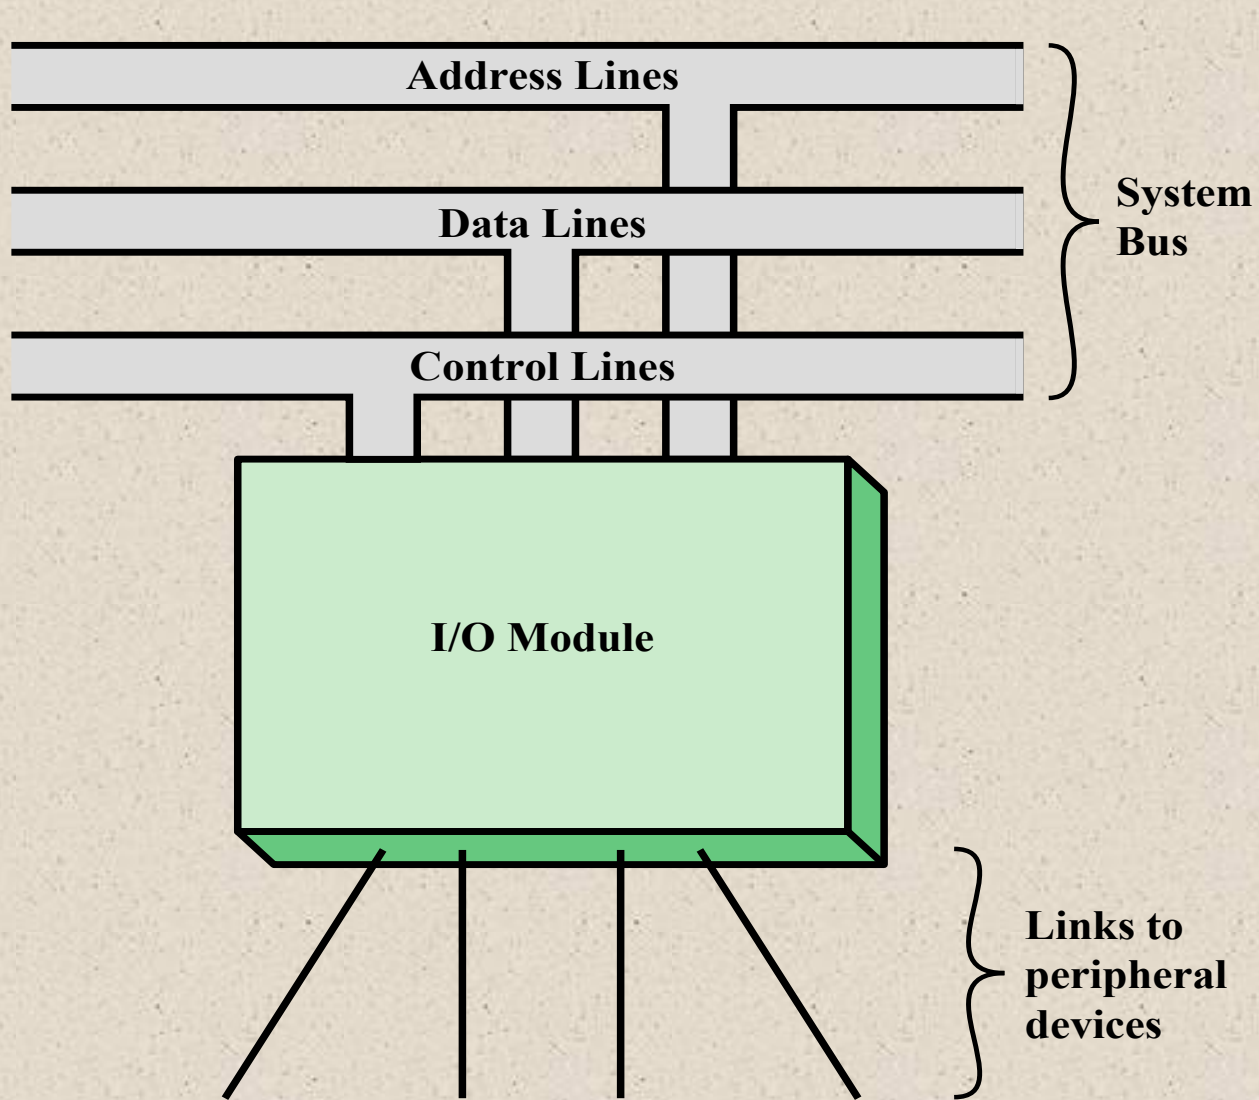 Address Lines
Data Lines
System
Bus
Control Lines
I/O Module
Links to
peripheral
devices